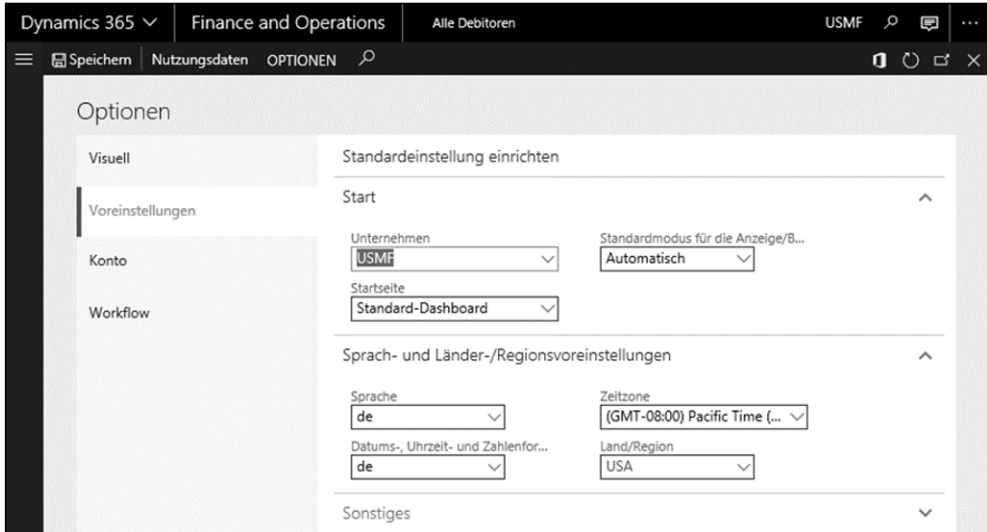 Dynamics 365 Finance and Operations Alle Debitoren USMF ...
Speichern Nutzungsdaten OPTIONEN
Optionen
Visuell
Voreinstellungen
Konto
Workflow
Standardeinstellung einrichten
Start
Unternehmen
USMF
Standardmodus für die Anzeige/B...
Automatisch
Startseite
Standard-Dashboard
Sprach- und Länder-/Regionsvoreinstellungen
Sprache
de
Zeitzone
(GMT-08:00) Pacific Time (...
Datums-, Uhrzeit- und Zahlenfor...
de
Land/Region
USA
Sonstiges